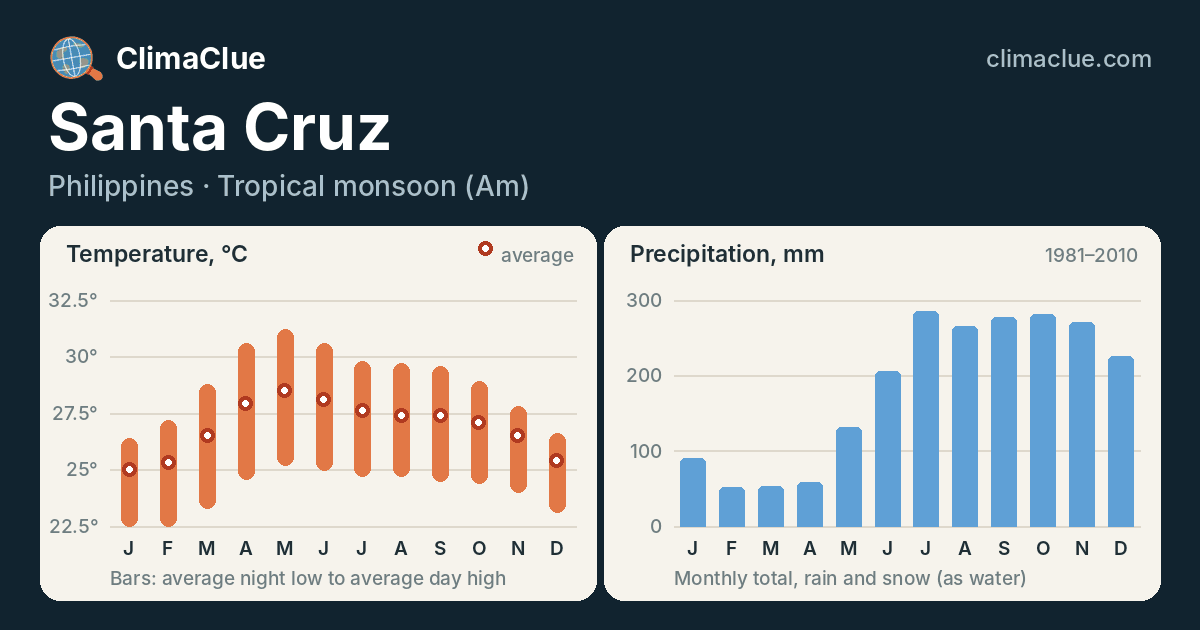 ClimaClue
climaclue.com
Santa Cruz
Philippines · Tropical monsoon (Am)
Temperature, °C
average
32.5°
30°
27.5°
25°
22.5°
J F M A M J J A S O N D
Bars: average night low to average day high
Precipitation, mm
1981–2010
300
200
100
0
J F M A M J J A S O N D
Monthly total, rain and snow (as water)